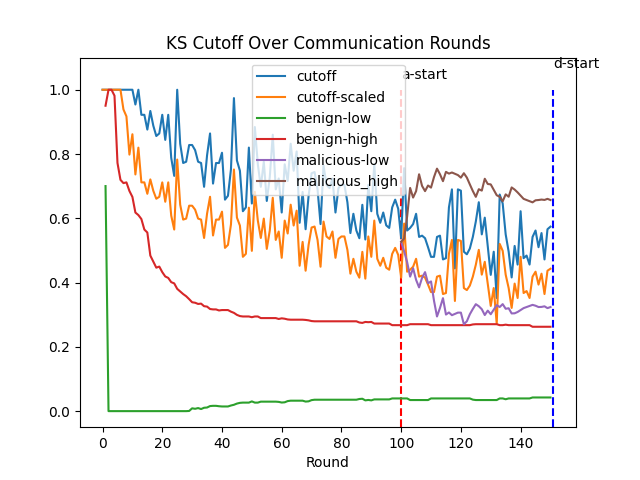 KS Cutoff Over Communication Rounds
d-start
a-start
cutoff
cutoff-scaled
benign-low
benign-high
malicious-low
malicious_high
1.0
0.8
0.6
0.4
0.2
0.0
0 20 40 60 80 100 120 140
Round